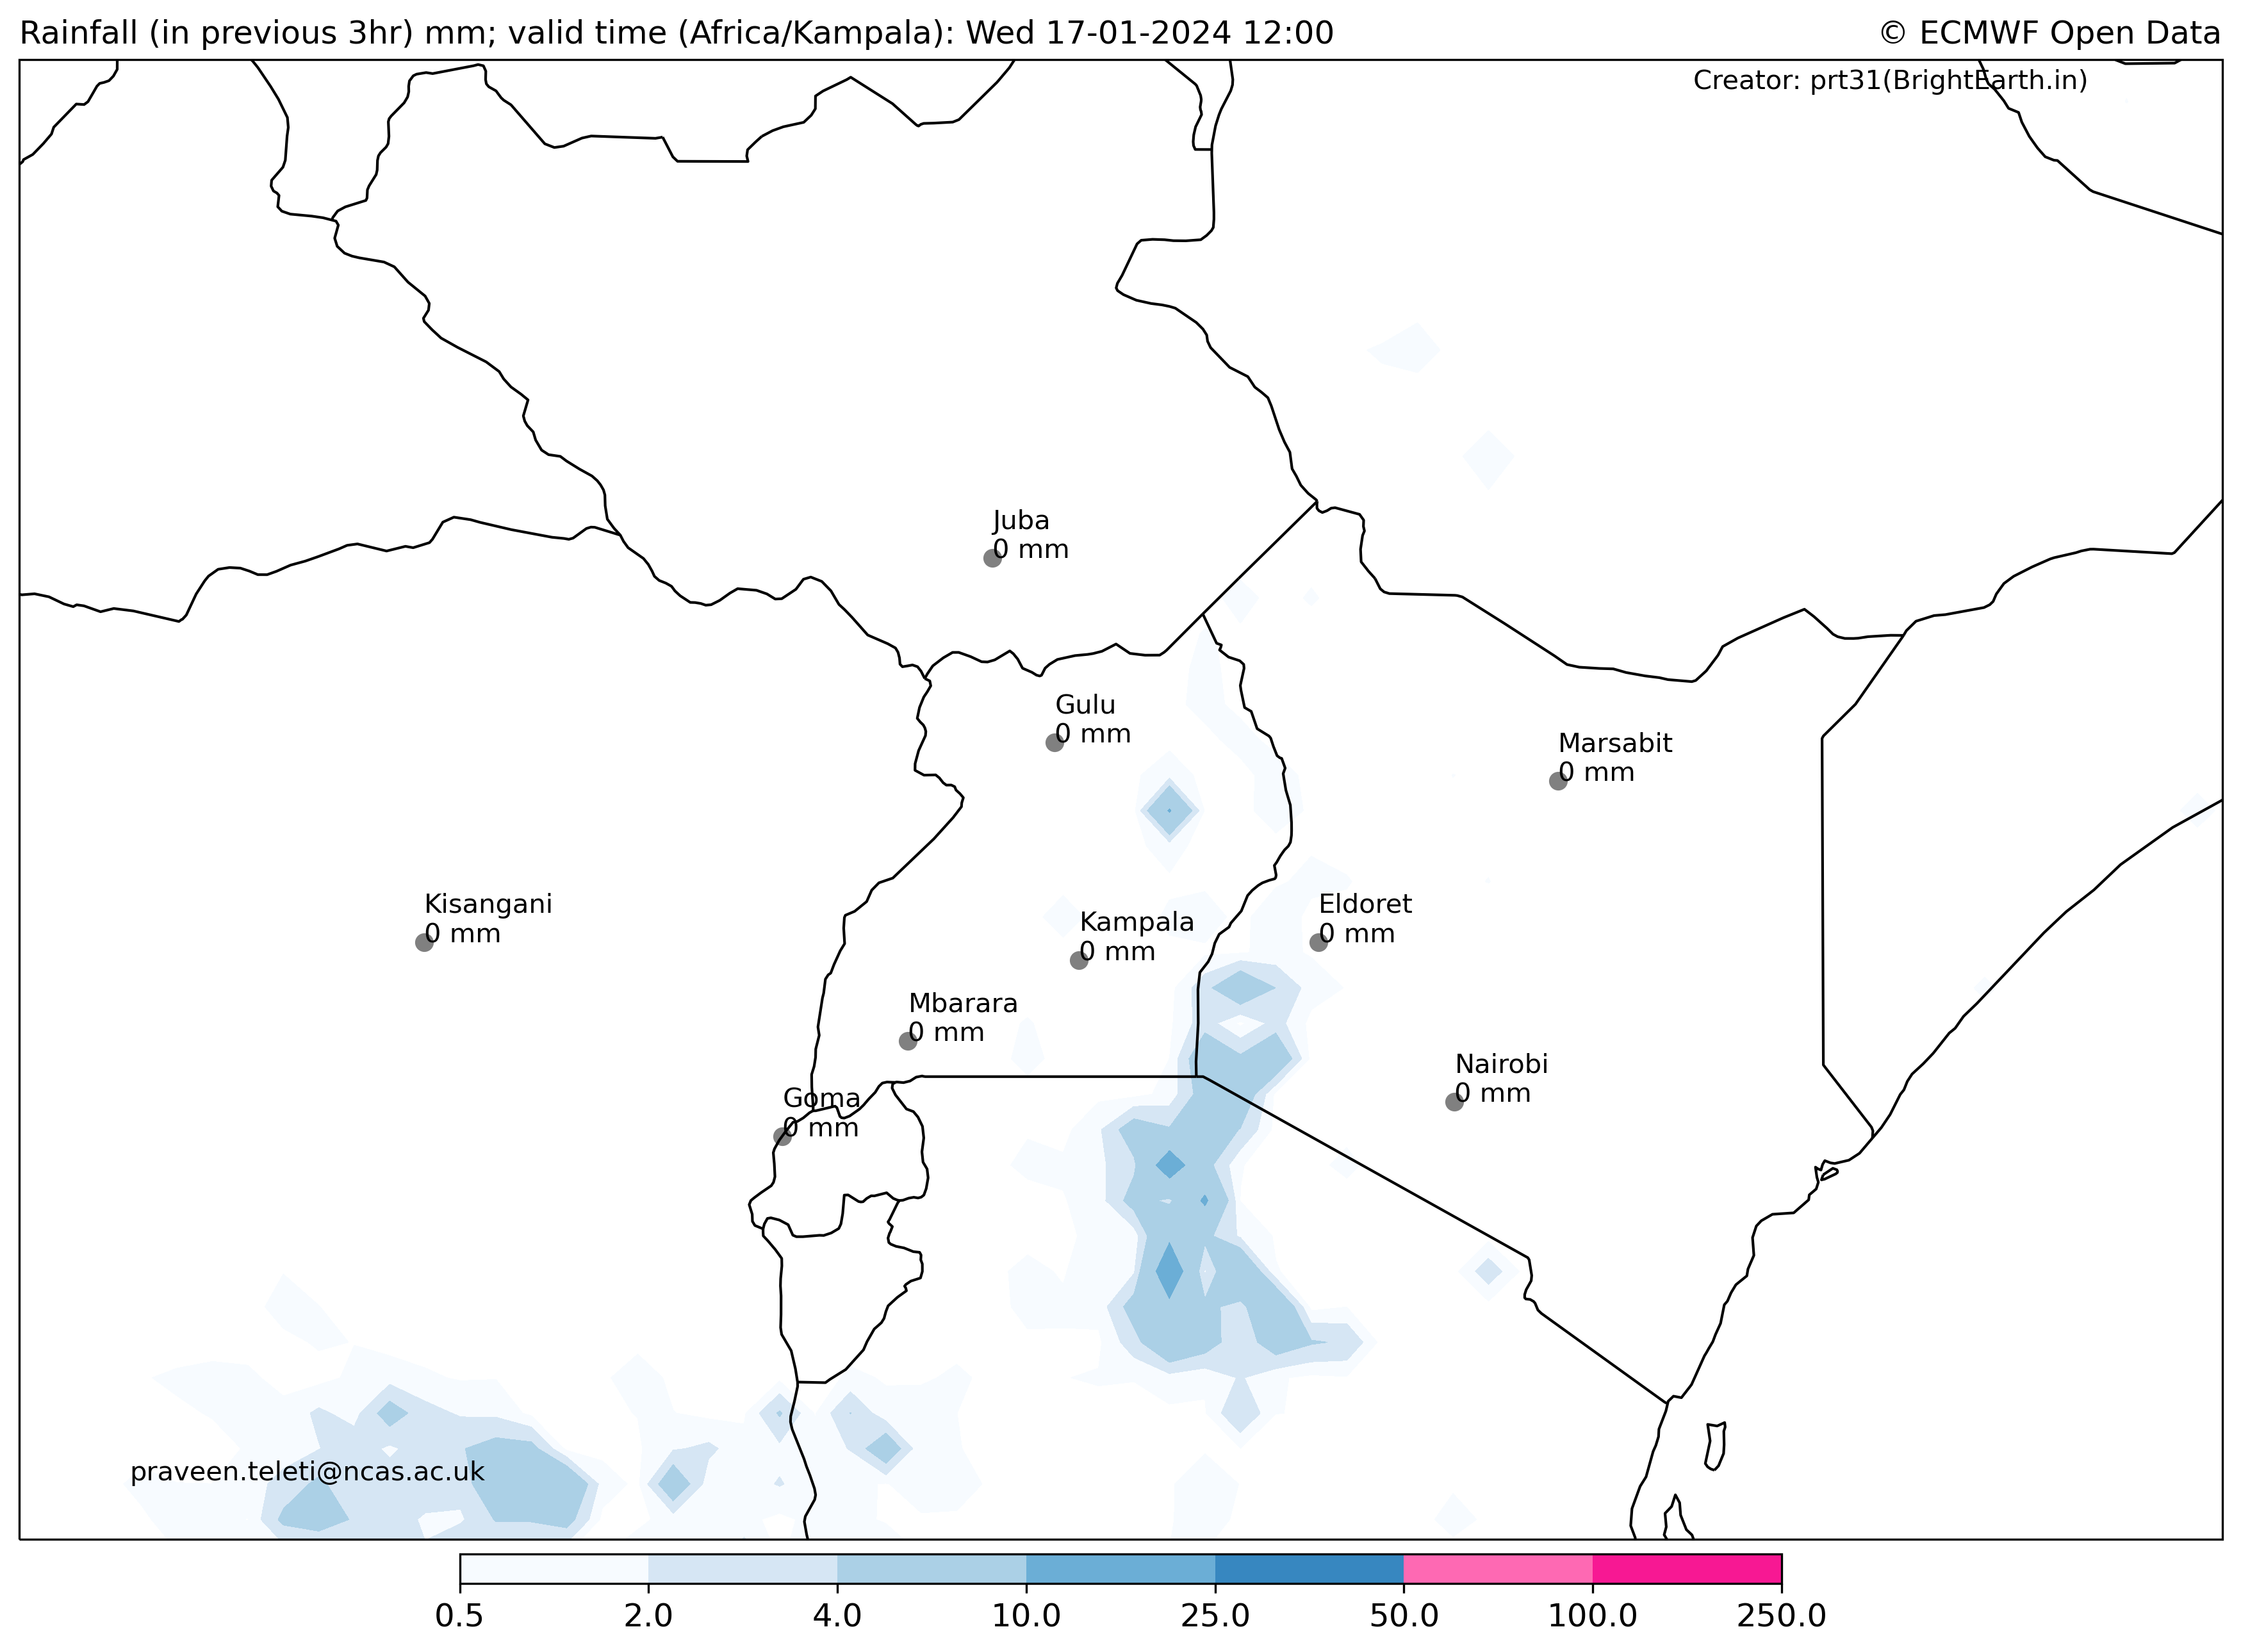 Rainfall (in previous 3hr) mm; valid time (Africa/Kampala): Wed 17-01-2024 12:00
© ECMWF Open Data
Creator: prt31(BrightEarth.in)
Juba
0 mm
Gulu
0 mm
Marsabit
0 mm
Kisangani
0 mm
Kampala
0 mm
Eldoret
0 mm
Mbarara
0 mm
Nairobi
0 mm
Goma
0 mm
praveen.teleti@ncas.ac.uk
0.5 2.0 4.0 10.0 25.0 50.0 100.0 250.0